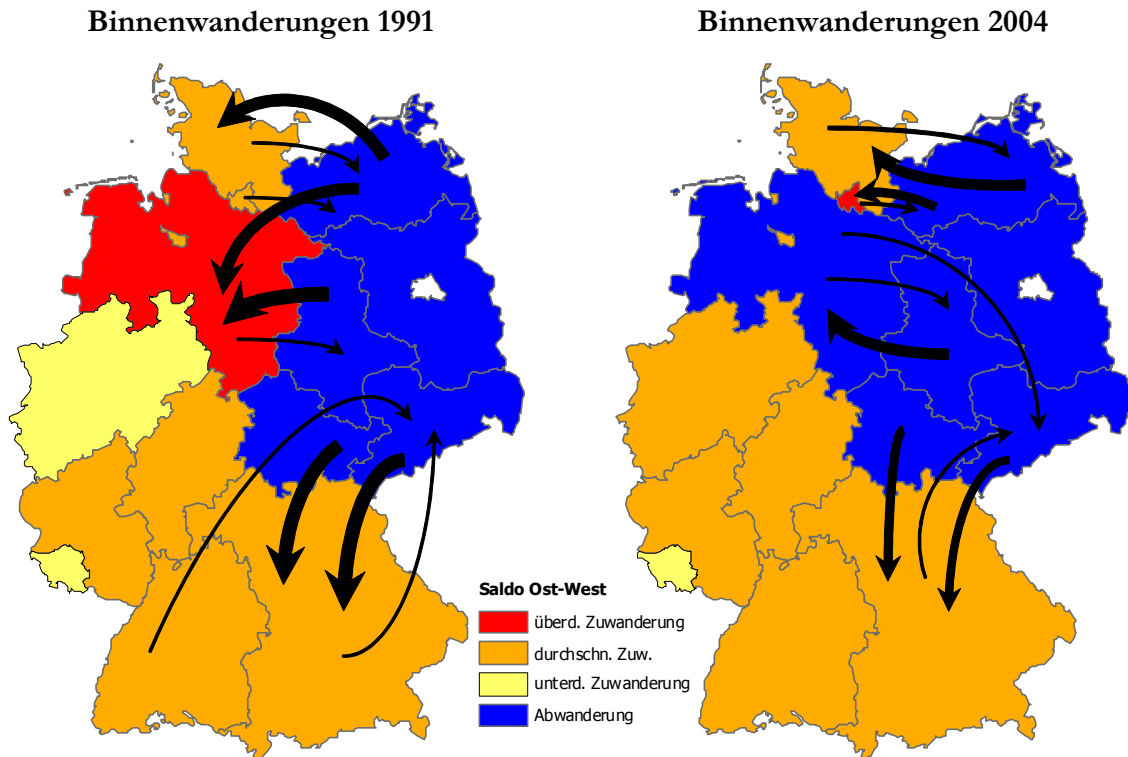 Binnenwanderungen 1991
Binnenwanderungen 2004
Saldo Ost-West
überd. Zuwanderung
durchschn. Zuw.
unterd. Zuwanderung
Abwanderung